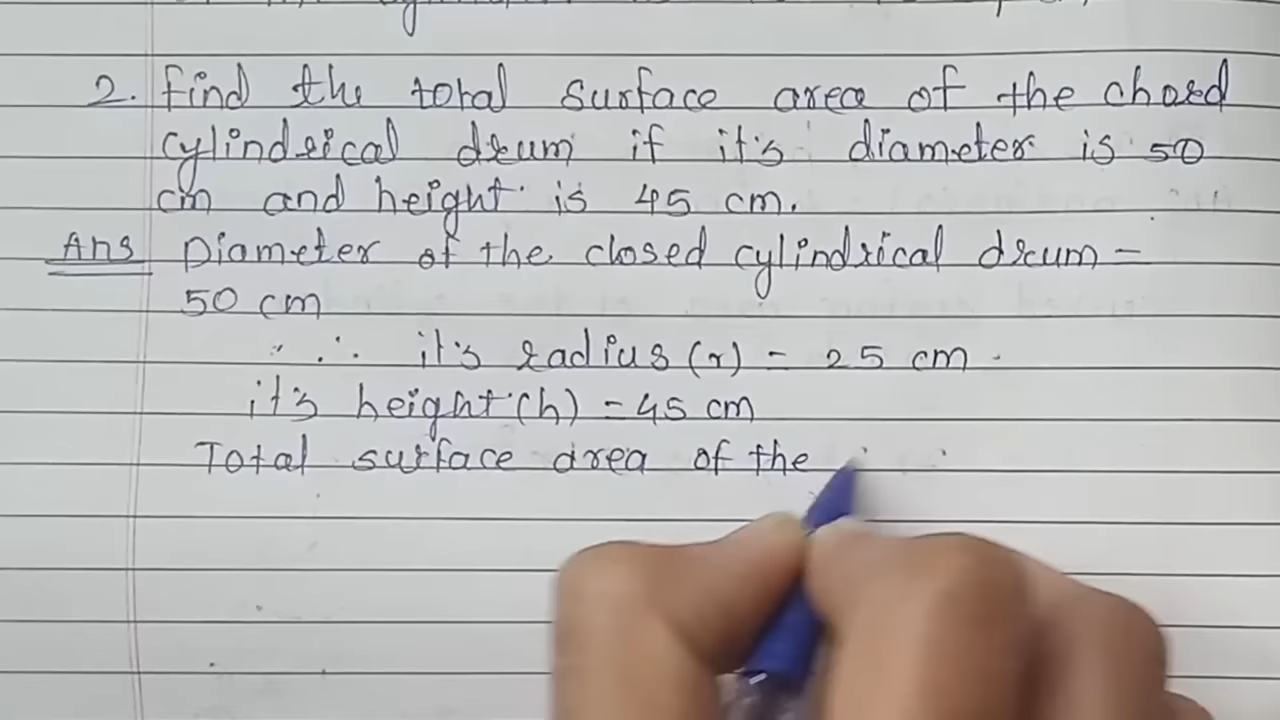 2. Find the total surface area of the chosed
cylindrical drum if it's diameter is 50
cm and height is 45 cm.
Ans Diameter of the closed cylindrical drum =
50 cm
∴ it's radius (r) = 25 cm.
it's height (h) = 45 cm
Total surface area of the